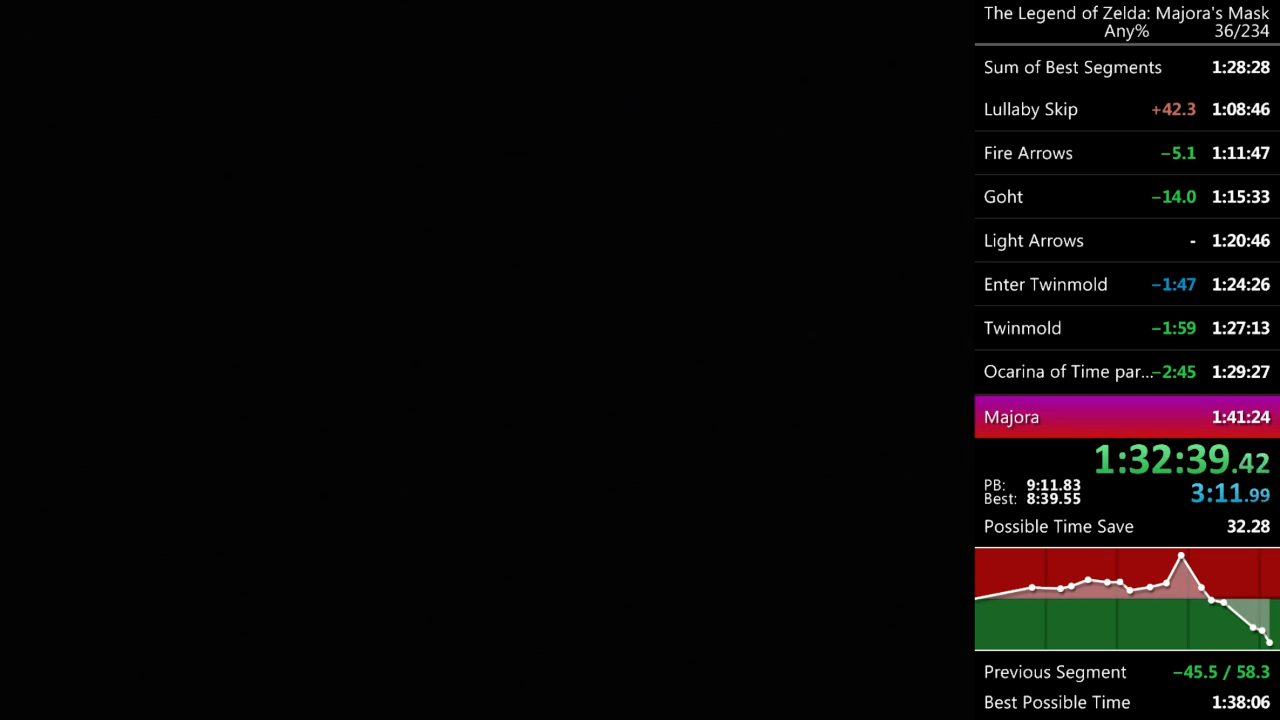 The Legend of Zelda: Majora's Mask
Any% 36/234
Sum of Best Segments 1:28:28
Lullaby Skip +42.3 1:08:46
Fire Arrows −5.1 1:11:47
Goht −14.0 1:15:33
Light Arrows - 1:20:46
Enter Twinmold −1:47 1:24:26
Twinmold −1:59 1:27:13
Ocarina of Time par... −2:45 1:29:27
Majora 1:41:24
1:32:39.42
PB: 9:11.83
Best: 8:39.55
3:11.99
Possible Time Save 32.28
Previous Segment −45.5 / 58.3
Best Possible Time 1:38:06